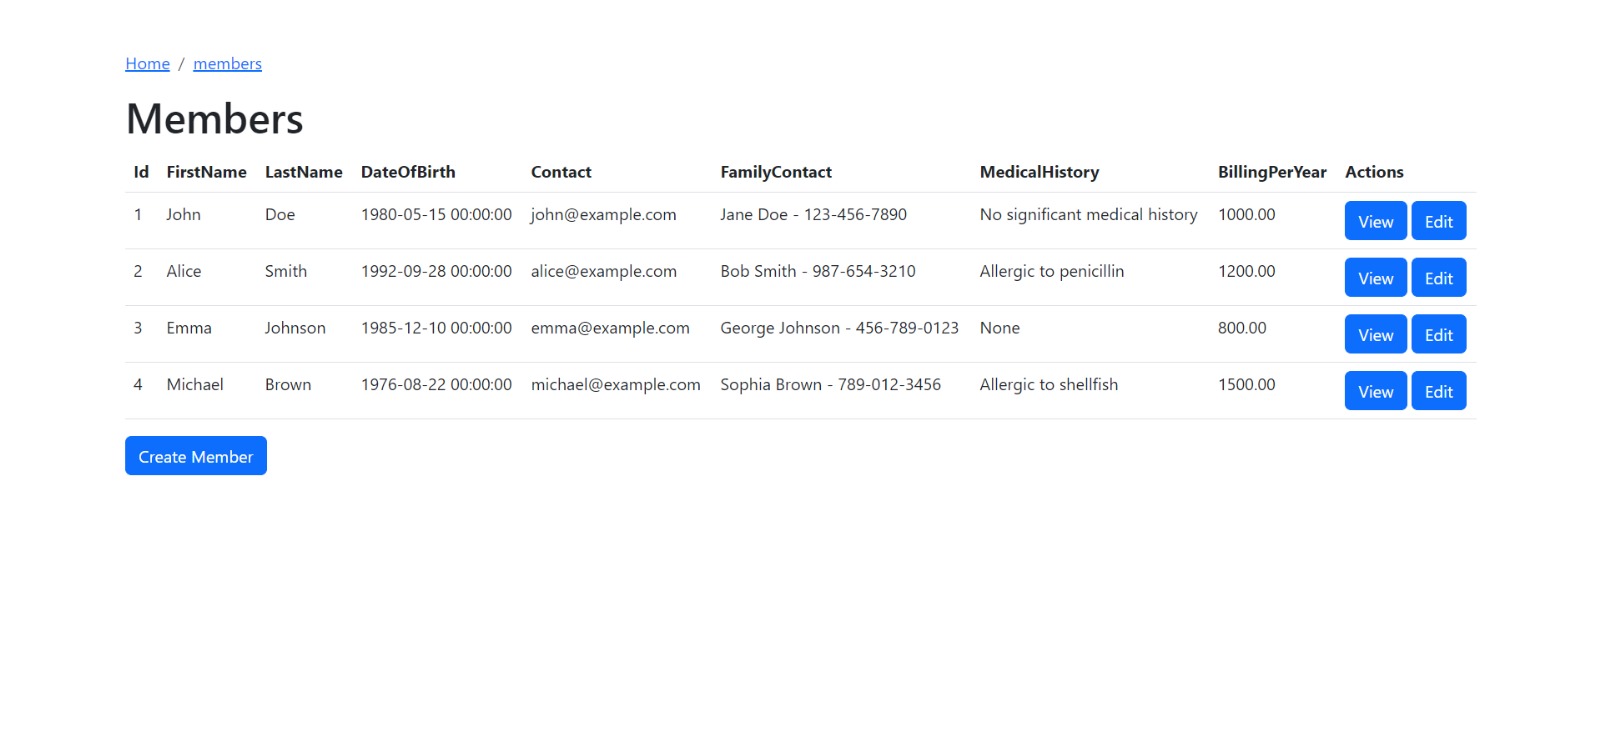 Home / members
Members
Id FirstName LastName DateOfBirth Contact FamilyContact MedicalHistory BillingPerYear Actions
1 John Doe 1980-05-15 00:00:00 john@example.com Jane Doe - 123-456-7890 No significant medical history 1000.00 View Edit
2 Alice Smith 1992-09-28 00:00:00 alice@example.com Bob Smith - 987-654-3210 Allergic to penicillin 1200.00 View Edit
3 Emma Johnson 1985-12-10 00:00:00 emma@example.com George Johnson - 456-789-0123 None 800.00 View Edit
4 Michael Brown 1976-08-22 00:00:00 michael@example.com Sophia Brown - 789-012-3456 Allergic to shellfish 1500.00 View Edit
Create Member